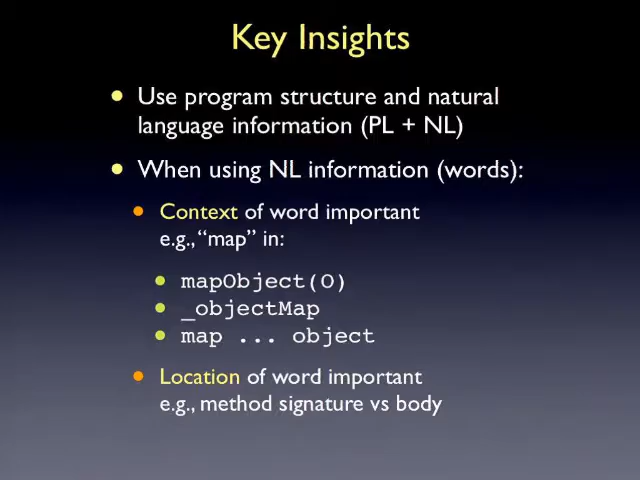 Key Insights
• Use program structure and natural
language information (PL + NL)
• When using NL information (words):
• Context of word important
e.g., “map” in:
• mapObject(O)
• _objectMap
• map ... object
• Location of word important
e.g., method signature vs body